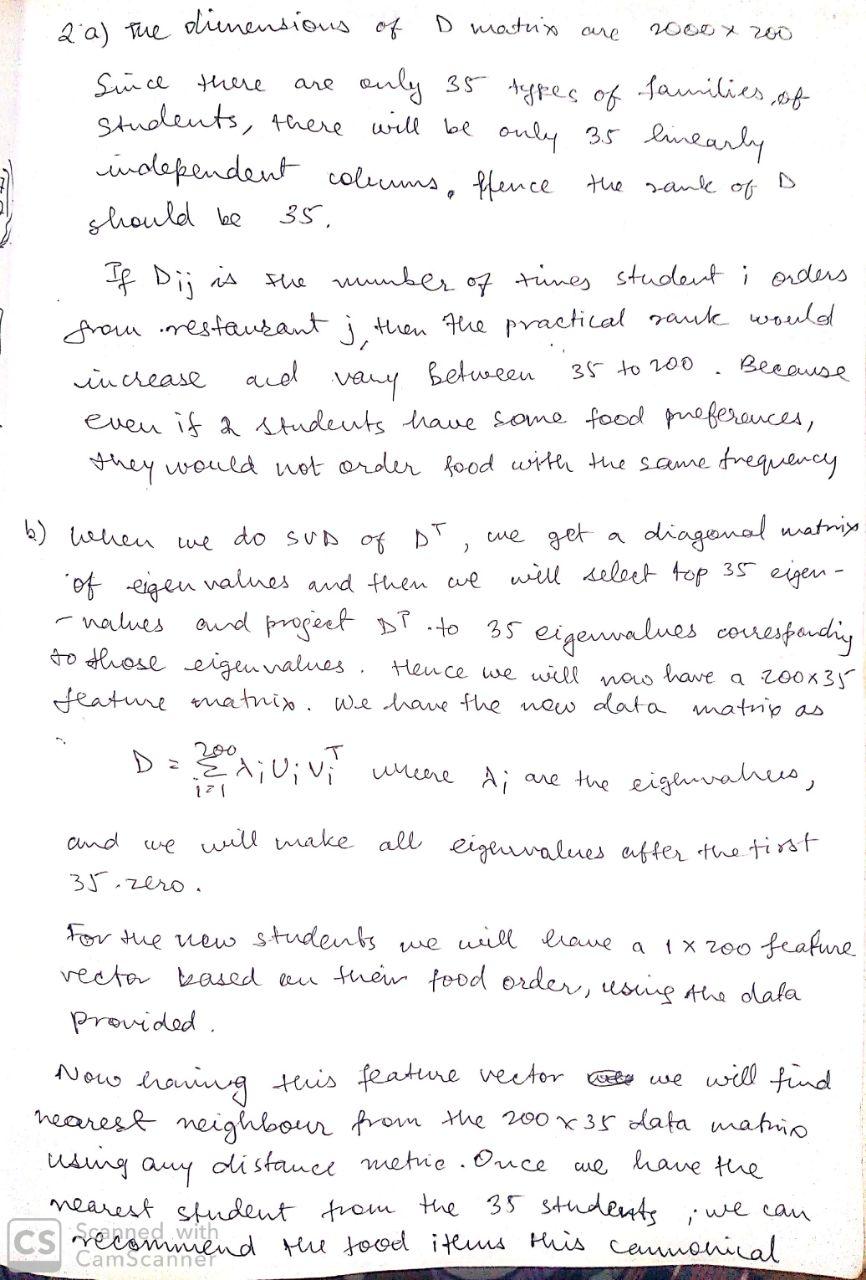 2 a) The dimensions of D matrix are 2000 x 200
Since there are only 35 types of families of
students, there will be only 35 linearly
independent columns. Hence the rank of D
should be 35.
If Dij is the number of times student i orders
from restaurant j, then the practical rank would
increase and vary between 35 to 200. Because
even if 2 students have same food preferences,
they would not order food with the same frequency
b) When we do SVD of Dᵀ, we get a diagonal matrix
of eigen values and then we will select top 35 eigen-
-values and project Dᵀ to 35 eigenvalues corresponding
to those eigenvalues. Hence we will now have a 200x35
feature matrix. We have the new data matrix as
D = 200 Σ i=1 λi Ui Viᵀ where λi are the eigenvalues,
and we will make all eigenvalues after the first
35 zero.
For the new students we will have a 1 x 200 feature
vector based on their food order, using the data
provided.
Now having this feature vector we will find
nearest neighbour from the 200 x 35 data matrix
using any distance metric. Once we have the
nearest student from the 35 students, we can
recommend the food items this cannonical
CS Scanned with
CamScanner